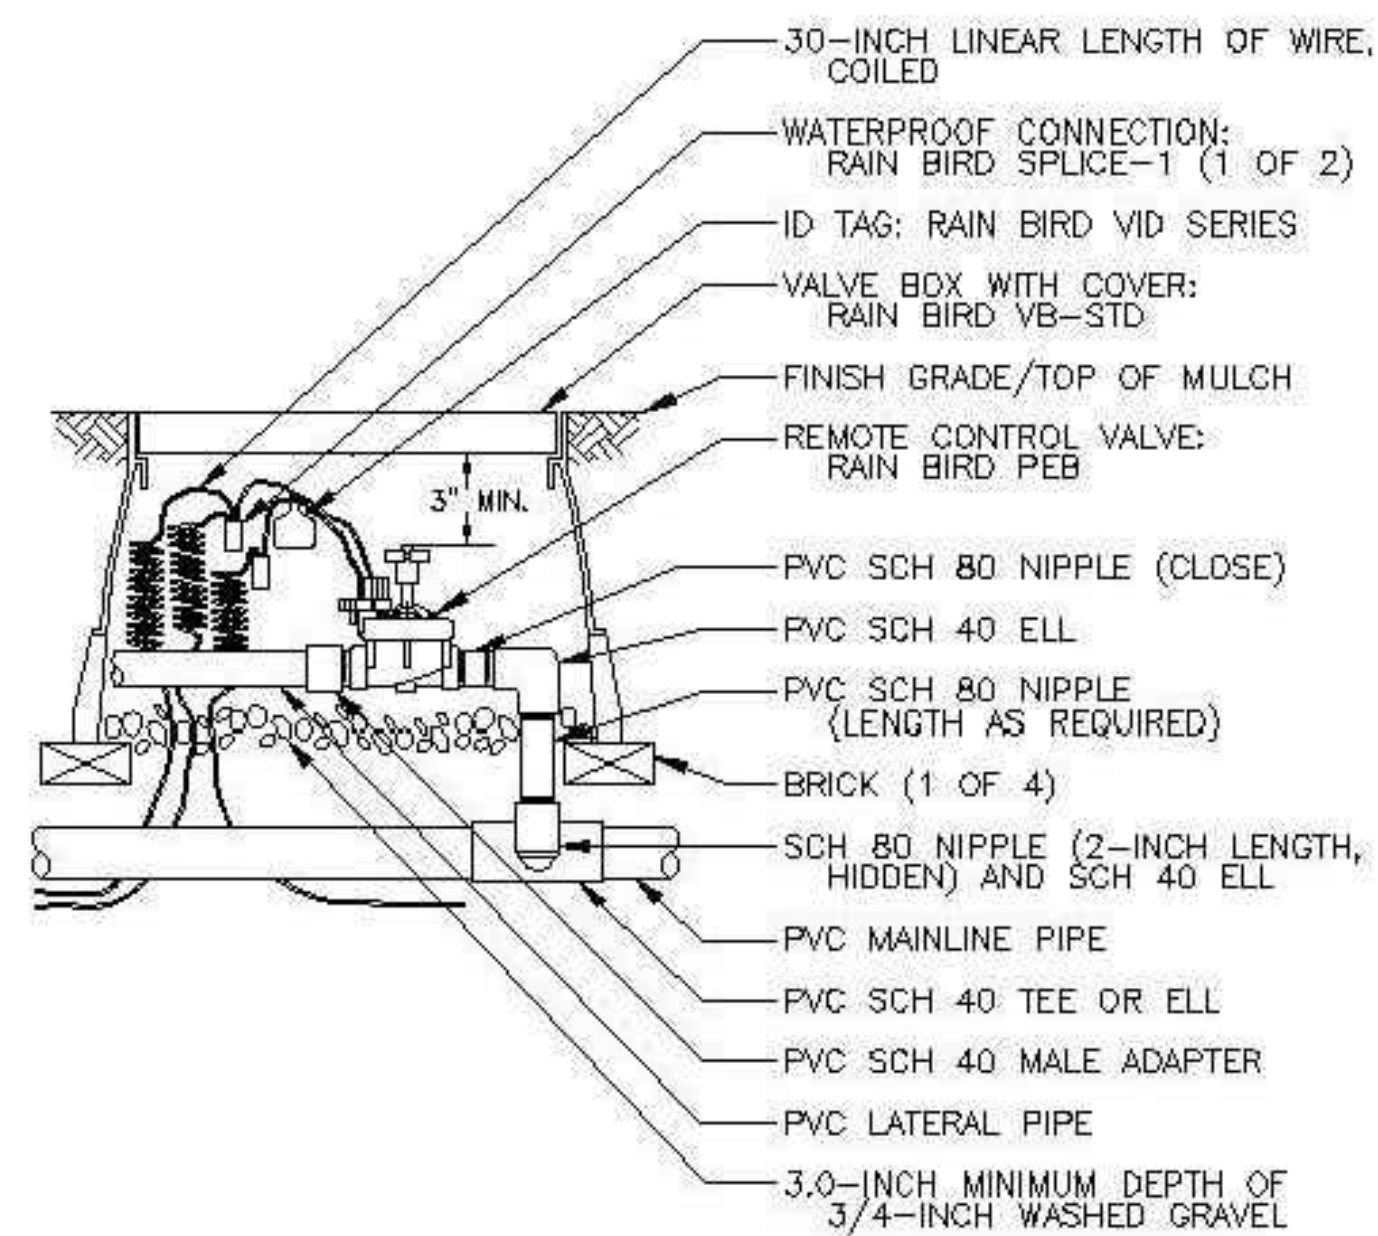 30-INCH LINEAR LENGTH OF WIRE,
COILED
WATERPROOF CONNECTION:
RAIN BIRD SPLICE-1 (1 OF 2)
ID TAG: RAIN BIRD VID SERIES
VALVE BOX WITH COVER:
RAIN BIRD VB-STD
FINISH GRADE/TOP OF MULCH
REMOTE CONTROL VALVE:
RAIN BIRD PEB
3" MIN.
PVC SCH 80 NIPPLE (CLOSE)
PVC SCH 40 ELL
PVC SCH 80 NIPPLE
(LENGTH AS REQUIRED)
BRICK (1 OF 4)
SCH 80 NIPPLE (2-INCH LENGTH,
HIDDEN) AND SCH 40 ELL
PVC MAINLINE PIPE
PVC SCH 40 TEE OR ELL
PVC SCH 40 MALE ADAPTER
PVC LATERAL PIPE
3.0-INCH MINIMUM DEPTH OF
3/4-INCH WASHED GRAVEL